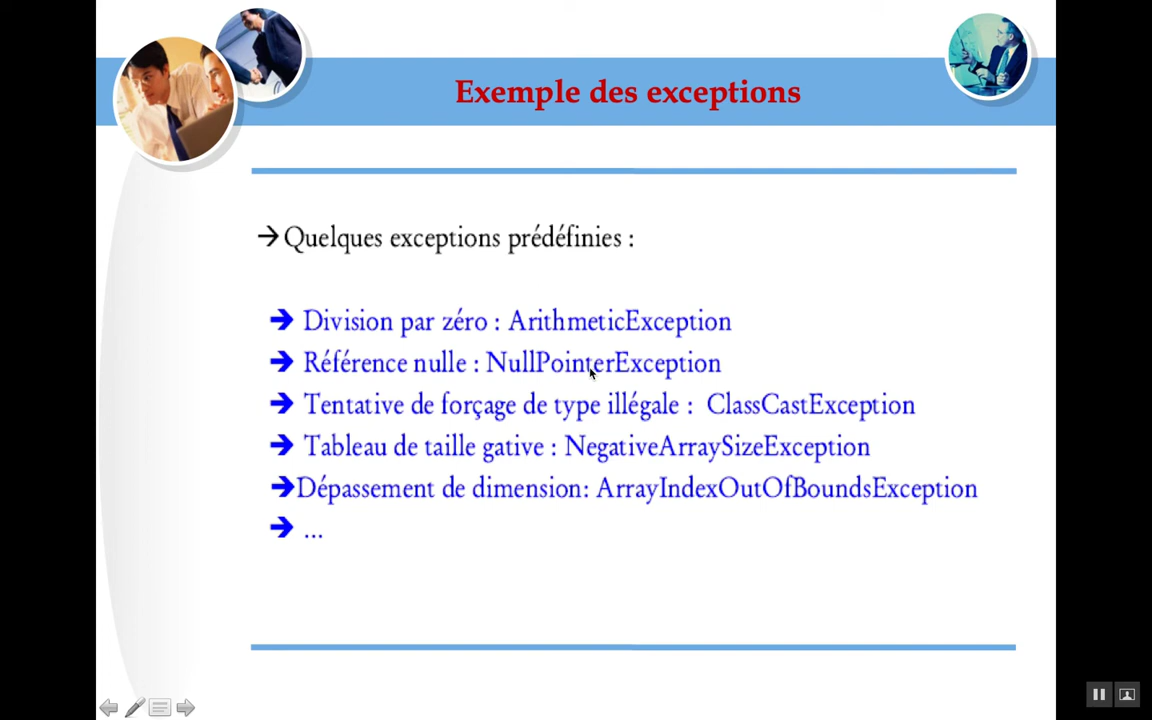 Exemple des exceptions
→Quelques exceptions prédéfinies :
➔ Division par zéro : ArithmeticException
➔ Référence nulle : NullPointerException
➔ Tentative de forçage de type illégale : ClassCastException
➔ Tableau de taille gative : NegativeArraySizeException
➔Dépassement de dimension: ArrayIndexOutOfBoundsException
➔ ...